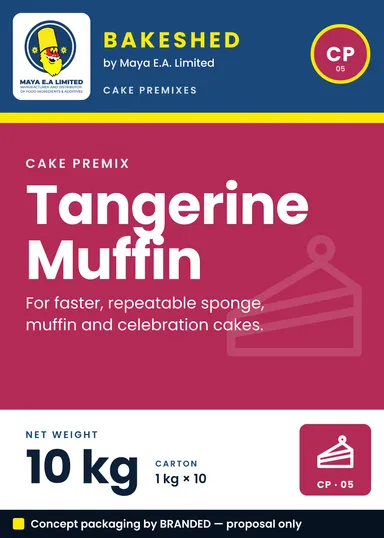 BAKESHED
by Maya E.A. Limited
CAKE PREMIXES
MAYA E.A LIMITED
MANUFACTURER AND DISTRIBUTOR
OF FOOD INGREDIENTS & ADDITIVES
CP
05
CAKE PREMIX
Tangerine
Muffin
For faster, repeatable sponge,
muffin and celebration cakes.
NET WEIGHT
10 kg
CARTON
1 kg × 10
CP · 05
Concept packaging by BRANDED — proposal only